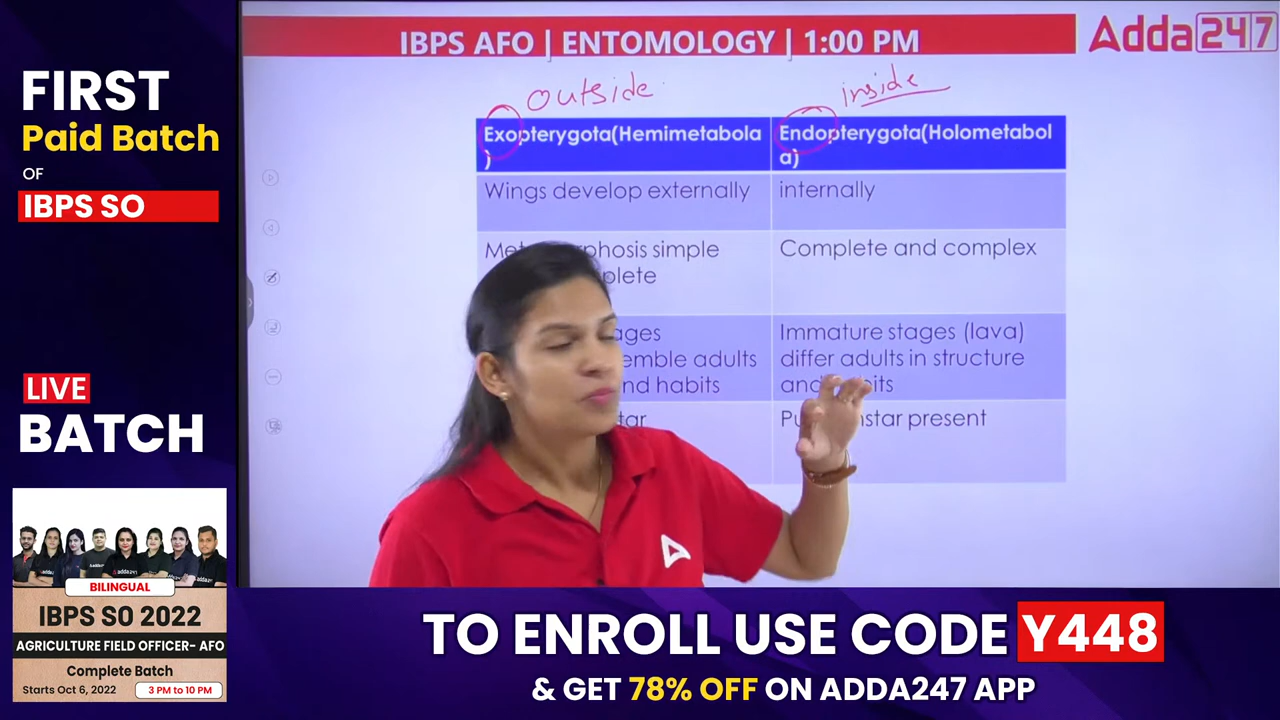 FIRST
Paid Batch
OF
IBPS SO
LIVE
BATCH
BILINGUAL
IBPS SO 2022
AGRICULTURE FIELD OFFICER- AFO
Complete Batch
Starts Oct 6, 2022
3 PM to 10 PM
IBPS AFO | ENTOMOLOGY | 1:00 PM
Adda247
outside
inside
Exopterygota(Hemimetabola
)
Endopterygota(Holometabol
a)
Wings develop externally
internally
simple
Complete and complex
adults
habits
Immature stages (lava)
differ adults in structure
present
TO ENROLL USE CODE Y448
& GET 78% OFF ON ADDA247 APP